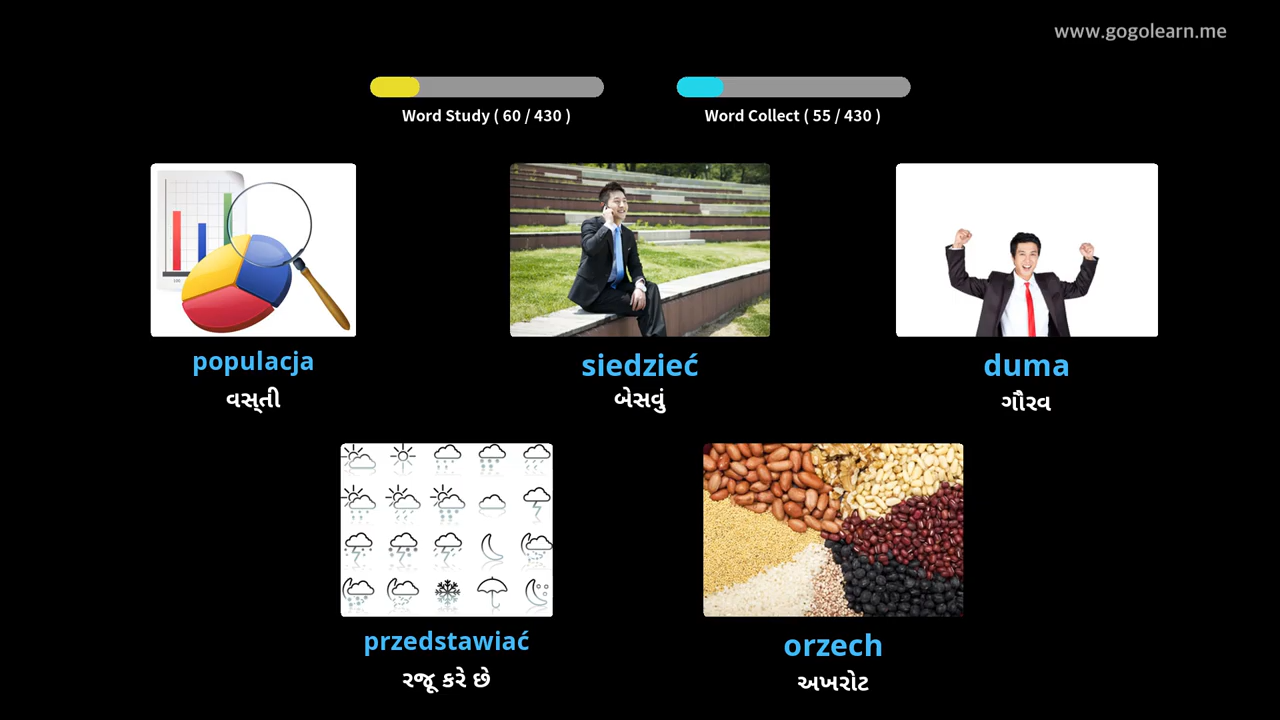 www.gogolearn.me
Word Study ( 60 / 430 )
Word Collect ( 55 / 430 )
populacja
વસ્તી
siedzieć
બેસવું
duma
ગૌરવ
przedstawiać
રજૂ કરે છે
orzech
અખરોટ